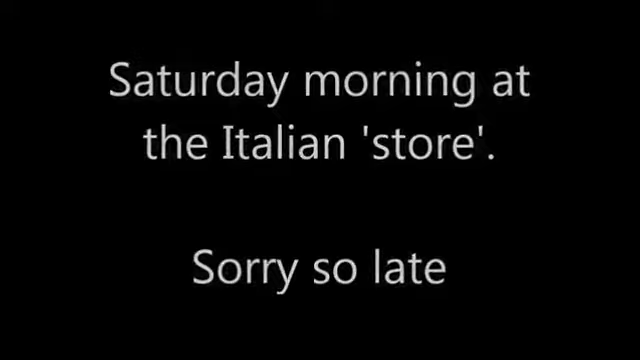 Saturday morning at
the Italian 'store'.
Sorry so late